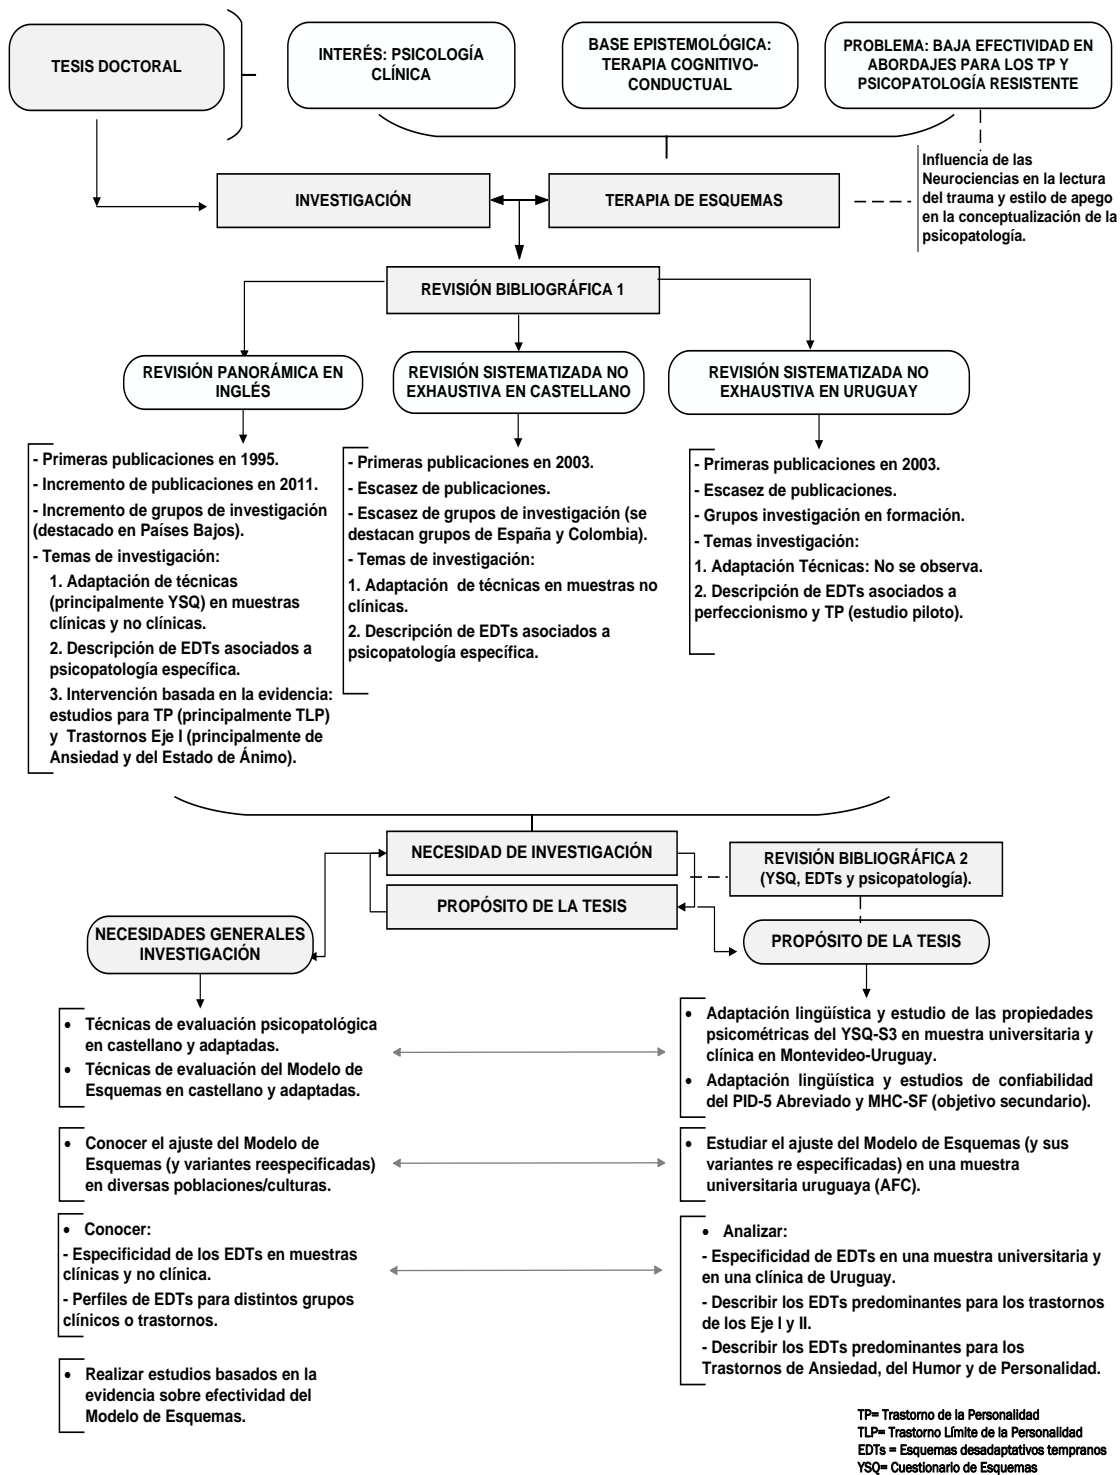 TESIS DOCTORAL
INTERÉS: PSICOLOGÍA
CLÍNICA
BASE EPISTEMOLÓGICA:
TERAPIA COGNITIVO-
CONDUCTUAL
PROBLEMA: BAJA EFECTIVIDAD EN
ABORDAJES PARA LOS TP Y
PSICOPATOLOGÍA RESISTENTE
Influencia de las
Neurociencias en la lectura
del trauma y estilo de apego
en la conceptualización de la
psicopatología.
INVESTIGACIÓN
TERAPIA DE ESQUEMAS
REVISIÓN BIBLIOGRÁFICA 1
REVISIÓN PANORÁMICA EN
INGLÉS
REVISIÓN SISTEMATIZADA NO
EXHAUSTIVA EN CASTELLANO
REVISIÓN SISTEMATIZADA NO
EXHAUSTIVA EN URUGUAY
- Primeras publicaciones en 1995.
- Incremento de publicaciones en 2011.
- Incremento de grupos de investigación
(destacado en Países Bajos).
- Temas de investigación:
1. Adaptación de técnicas
(principalmente YSQ) en muestras
clínicas y no clínicas.
2. Descripción de EDTs asociados a
psicopatología específica.
3. Intervención basada en la evidencia:
estudios para TP (principalmente TLP)
y Trastornos Eje I (principalmente de
Ansiedad y del Estado de Ánimo).
- Primeras publicaciones en 2003.
- Escasez de publicaciones.
- Escasez de grupos de investigación (se
destacan grupos de España y Colombia).
- Temas de investigación:
1. Adaptación de técnicas en muestras no
clínicas.
2. Descripción de EDTs asociados a
psicopatología específica.
- Primeras publicaciones en 2003.
- Escasez de publicaciones.
- Grupos investigación en formación.
- Temas investigación:
1. Adaptación Técnicas: No se observa.
2. Descripción de EDTs asociados a
perfeccionismo y TP (estudio piloto).
NECESIDAD DE INVESTIGACIÓN
PROPÓSITO DE LA TESIS
REVISIÓN BIBLIOGRÁFICA 2
(YSQ, EDTs y psicopatología).
NECESIDADES GENERALES
INVESTIGACIÓN
PROPÓSITO DE LA TESIS
• Técnicas de evaluación psicopatológica
en castellano y adaptadas.
• Técnicas de evaluación del Modelo de
Esquemas en castellano y adaptadas.
• Adaptación lingüística y estudio de las propiedades
psicométricas del YSQ-S3 en muestra universitaria y
clínica en Montevideo-Uruguay.
• Adaptación lingüística y estudios de confiabilidad
del PID-5 Abreviado y MHC-SF (objetivo secundario).
• Conocer el ajuste del Modelo de
Esquemas (y variantes reespecificadas)
en diversas poblaciones/culturas.
• Estudiar el ajuste del Modelo de Esquemas (y sus
variantes re especificadas) en una muestra
universitaria uruguaya (AFC).
• Conocer:
- Especificidad de los EDTs en muestras
clínicas y no clínica.
- Perfiles de EDTs para distintos grupos
clínicos o trastornos.
• Analizar:
- Especificidad de EDTs en una muestra universitaria y
en una clínica de Uruguay.
- Describir los EDTs predominantes para los trastornos
de los Eje I y II.
- Describir los EDTs predominantes para los
Trastornos de Ansiedad, del Humor y de Personalidad.
• Realizar estudios basados en la
evidencia sobre efectividad del
Modelo de Esquemas.
TP= Trastorno de la Personalidad
TLP= Trastorno Límite de la Personalidad
EDTs = Esquemas desadaptativos tempranos
YSQ= Cuestionario de Esquemas